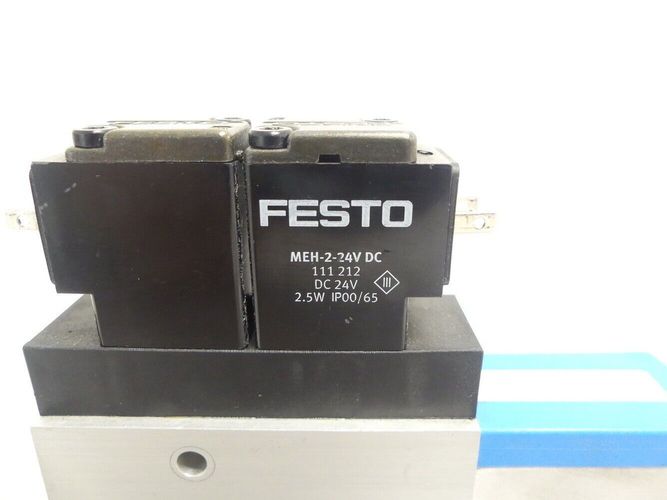 FESTO
MEH-2-24V DC
111 212
DC 24V
2.5W IP00/65
III